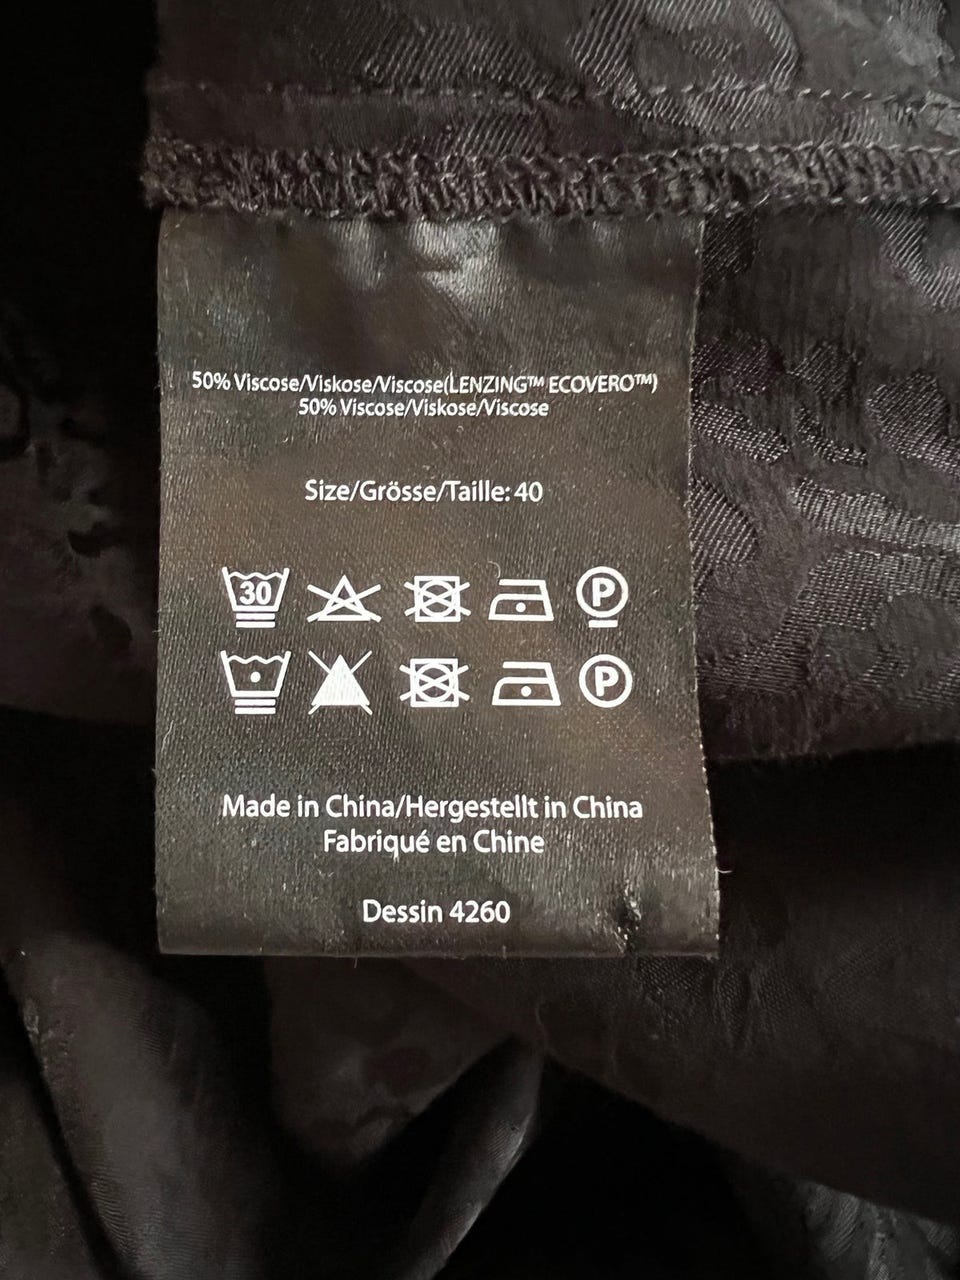 50% Viscose/Viskose/Viscose(LENZING™ ECOVERO™)
50% Viscose/Viskose/Viscose
Size/Grösse/Taille: 40
30 P
P
Made in China/Hergestellt in China
Fabriqué en Chine
Dessin 4260